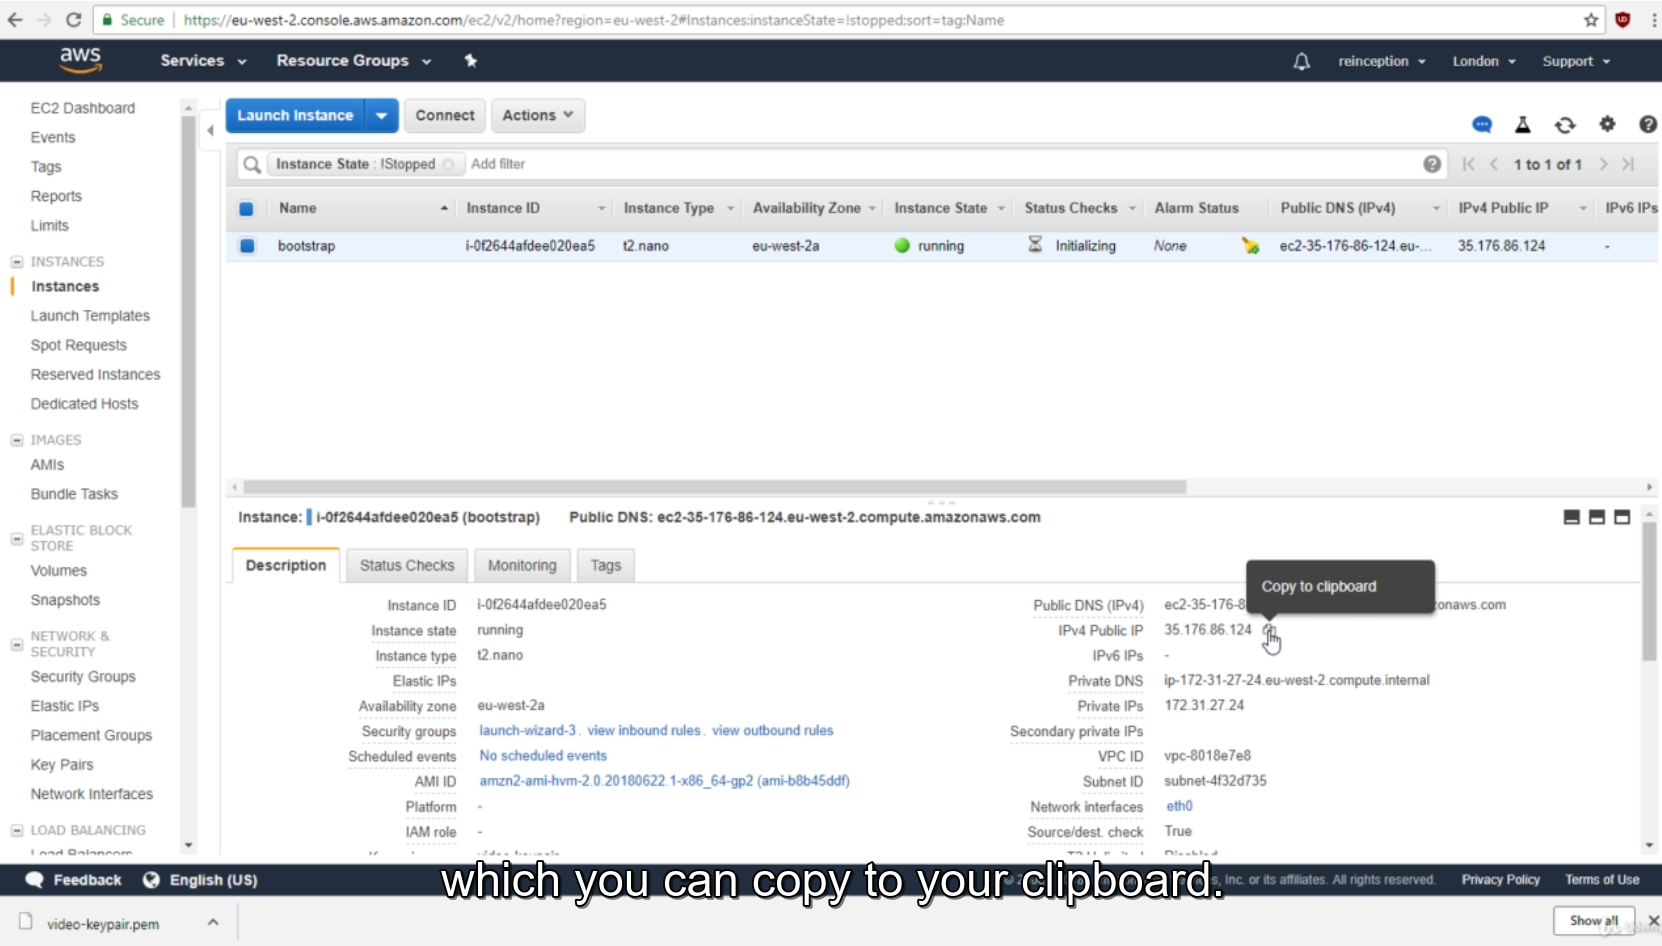 Secure https://eu-west-2.console.aws.amazon.com/ec2/v2/home?region=eu-west-2#Instances:instanceState=!stopped;sort=tag:Name
aws Services Resource Groups reinception London Support
EC2 Dashboard
Events
Tags
Reports
Limits
INSTANCES
Instances
Launch Templates
Spot Requests
Reserved Instances
Dedicated Hosts
IMAGES
AMIs
Bundle Tasks
ELASTIC BLOCK
STORE
Volumes
Snapshots
NETWORK &
SECURITY
Security Groups
Elastic IPs
Placement Groups
Key Pairs
Network Interfaces
LOAD BALANCING
Load Balancers
Launch Instance Connect Actions
Instance State : !Stopped Add filter 1 to 1 of 1
Name Instance ID Instance Type Availability Zone Instance State Status Checks Alarm Status Public DNS (IPv4) IPv4 Public IP IPv6 IPs
bootstrap i-0f2644afdee020ea5 t2.nano eu-west-2a running Initializing None ec2-35-176-86-124.eu-... 35.176.86.124 -
Instance: i-0f2644afdee020ea5 (bootstrap) Public DNS: ec2-35-176-86-124.eu-west-2.compute.amazonaws.com
Description Status Checks Monitoring Tags
Copy to clipboard
Instance ID i-0f2644afdee020ea5 Public DNS (IPv4) ec2-35-176-8 onaws.com
Instance state running IPv4 Public IP 35.176.86.124
Instance type t2.nano IPv6 IPs -
Elastic IPs Private DNS ip-172-31-27-24.eu-west-2.compute.internal
Availability zone eu-west-2a Private IPs 172.31.27.24
Security groups launch-wizard-3. view inbound rules. view outbound rules Secondary private IPs
Scheduled events No scheduled events VPC ID vpc-8018e7e8
AMI ID amzn2-ami-hvm-2.0.20180622.1-x86_64-gp2 (ami-b8b45ddf) Subnet ID subnet-4f32d735
Platform - Network interfaces eth0
IAM role - Source/dest. check True
which you can copy to your clipboard.
Feedback English (US) Inc. or its affiliates. All rights reserved. Privacy Policy Terms of Use
video-keypair.pem Show all